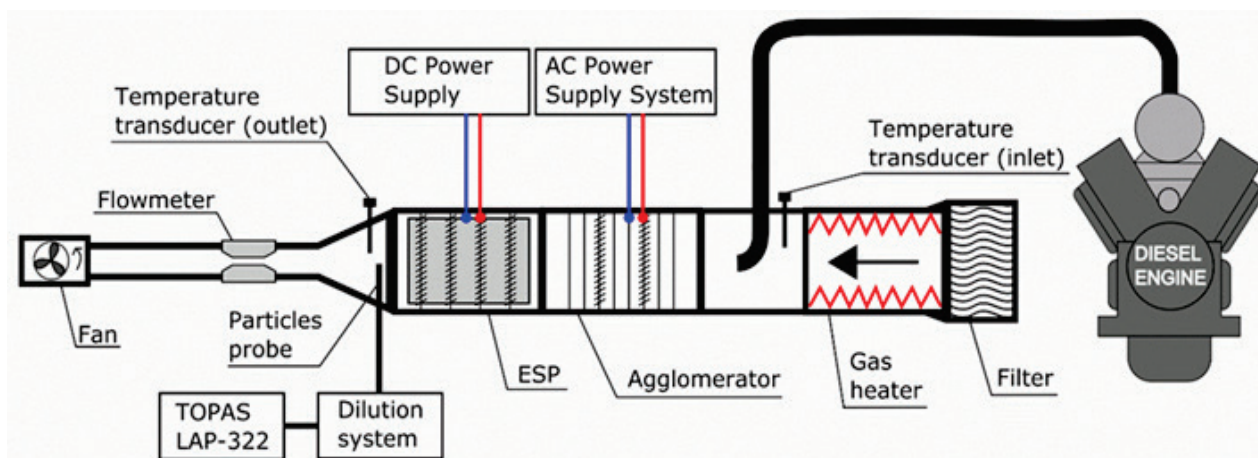 DC Power
Supply
AC Power
Supply System
Temperature
transducer (outlet)
Temperature
transducer (inlet)
Flowmeter
DIESEL
ENGINE
Fan
Particles
probe
ESP
Agglomerator
Gas
heater
Filter
TOPAS
LAP-322
Dilution
system